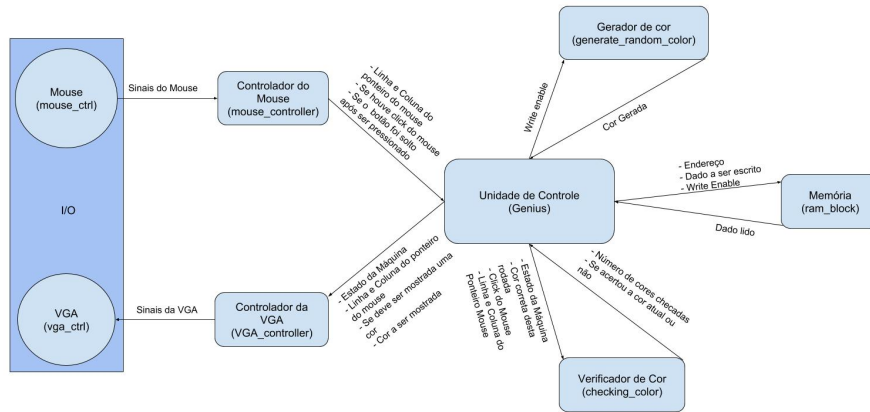 Gerador de cor
(generate_random_color)
Mouse
(mouse_ctrl)
Sinais do Mouse
Controlador do
Mouse
(mouse_controller)
- Linha e Coluna do
ponteiro do mouse
- Se houve click do mouse
- Se o botão foi solto
após ser pressionado
Write enable
Cor Gerada
I/O
Unidade de Controle
(Genius)
- Endereço
- Dado a ser escrito
- Write Enable
Memória
(ram_block)
Dado lido
VGA
(vga_ctrl)
Sinais da VGA
Controlador da
VGA
(VGA_controller)
- Estado da Máquina
- Linha e Coluna do ponteiro
do mouse
- Se deve ser mostrada uma
cor
- Cor a ser mostrada
- Estado da Máquina
- Cor correta desta
rodada
- Click do Mouse
- Linha e Coluna do
Ponteiro Mouse
- Número de cores checadas
- Se acertou a cor atual ou
não
Verificador de Cor
(checking_color)